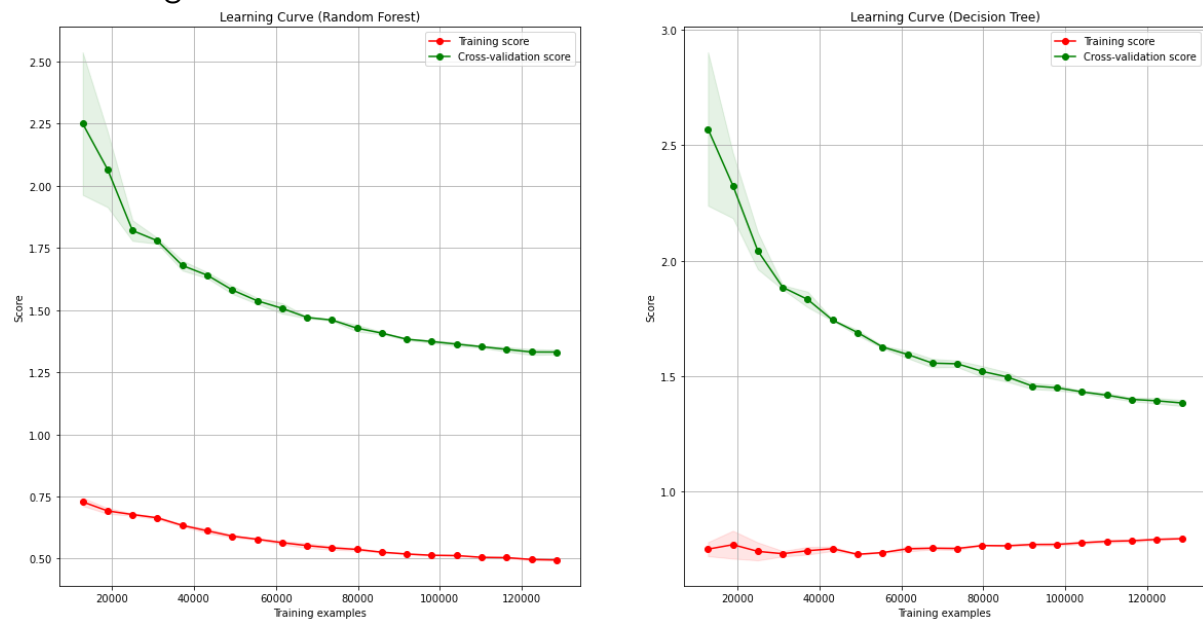 Learning Curve (Random Forest)
Training score
Cross-validation score
2.50
2.25
2.00
1.75
1.50
1.25
1.00
0.75
0.50
Score
20000 40000 60000 80000 100000 120000
Training examples
Learning Curve (Decision Tree)
Training score
Cross-validation score
3.0
2.5
2.0
1.5
1.0
Score
20000 40000 60000 80000 100000 120000
Training examples